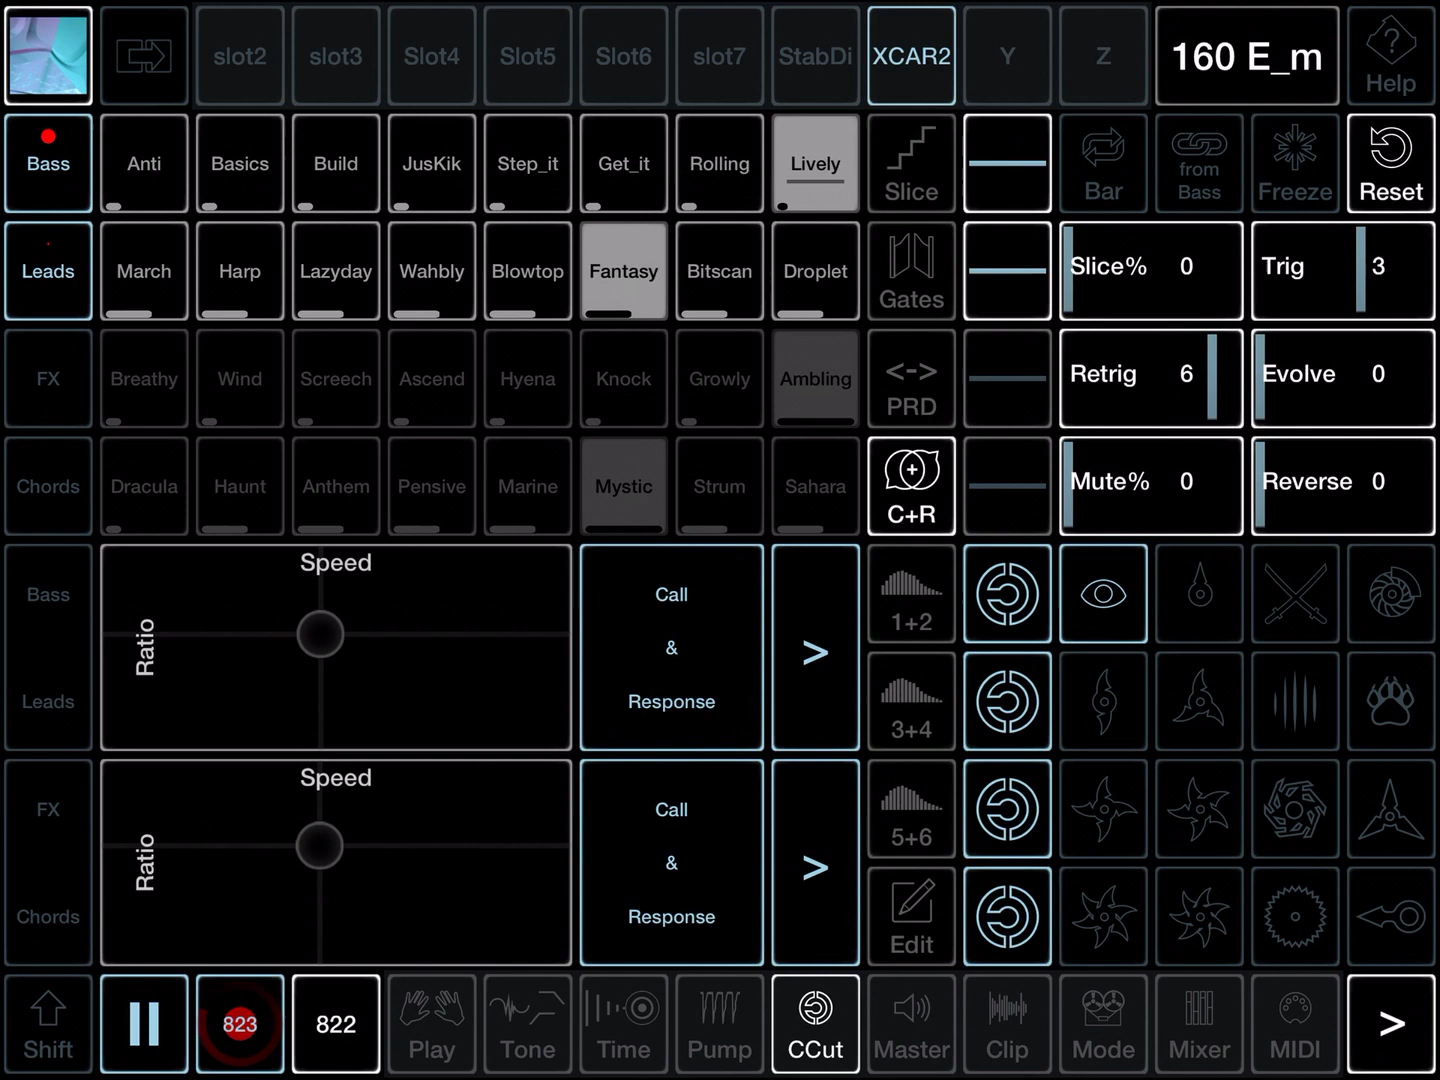 slot2 slot3 Slot4 Slot5 Slot6 slot7 StabDi XCAR2 Y Z 160 E_m Help
Bass Anti Basics Build JusKik Step_it Get_it Rolling Lively Slice Bar from Bass Freeze Reset
Leads March Harp Lazyday Wahbly Blowtop Fantasy Bitscan Droplet Gates Slice% 0 Trig 3
FX Breathy Wind Screech Ascend Hyena Knock Growly Ambling <-> PRD Retrig 6 Evolve 0
Chords Dracula Haunt Anthem Pensive Marine Mystic Strum Sahara C+R Mute% 0 Reverse 0
Bass
Leads
Speed
Ratio
Call
&
Response
>
1+2
3+4
FX
Chords
Speed
Ratio
Call
&
Response
>
5+6
Edit
Shift 823 822 Play Tone Time Pump CCut Master Clip Mode Mixer MIDI >